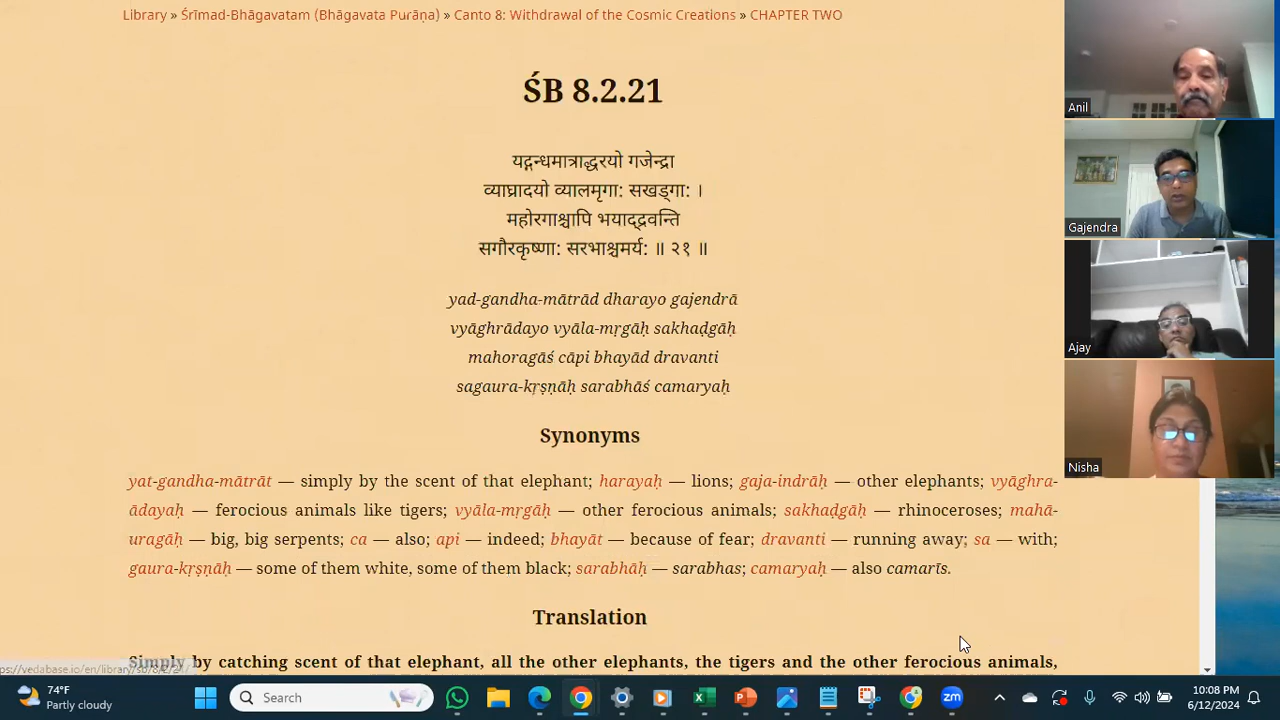 Library » Śrīmad-Bhāgavatam (Bhāgavata Purāṇa) » Canto 8: Withdrawal of the Cosmic Creations » CHAPTER TWO
ŚB 8.2.21
यद्गन्धमात्राद्धरयो गजेन्द्रा
व्याघ्रादयो व्यालमृगा: सखड्‍गा: ।
महोरगाश्चापि भयाद्‌द्रवन्ति
सगौरकृष्णा: सरभाश्चमर्य: ॥ २१ ॥
yad-gandha-mātrād dharayo gajendrā
vyāghrādayo vyāla-mṛgāḥ sakhaḍgāḥ
mahoragāś cāpi bhayād dravanti
sagaura-kṛṣṇāḥ sarabhāś camaryaḥ
Synonyms
yat-gandha-mātrāt — simply by the scent of that elephant; harayaḥ — lions; gaja-indrāḥ — other elephants; vyāghra-
ādayaḥ — ferocious animals like tigers; vyāla-mṛgāḥ — other ferocious animals; sakhaḍgāḥ — rhinoceroses; mahā-
uragāḥ — big, big serpents; ca — also; api — indeed; bhayāt — because of fear; dravanti — running away; sa — with;
gaura-kṛṣṇāḥ — some of them white, some of them black; sarabhāḥ — sarabhas; camaryaḥ — also camarīs.
Translation
Simply by catching scent of that elephant, all the other elephants, the tigers and the other ferocious animals,
Anil
Gajendra
Ajay
Nisha
74°F
Partly cloudy
Search
zm
10:08 PM
6/12/2024